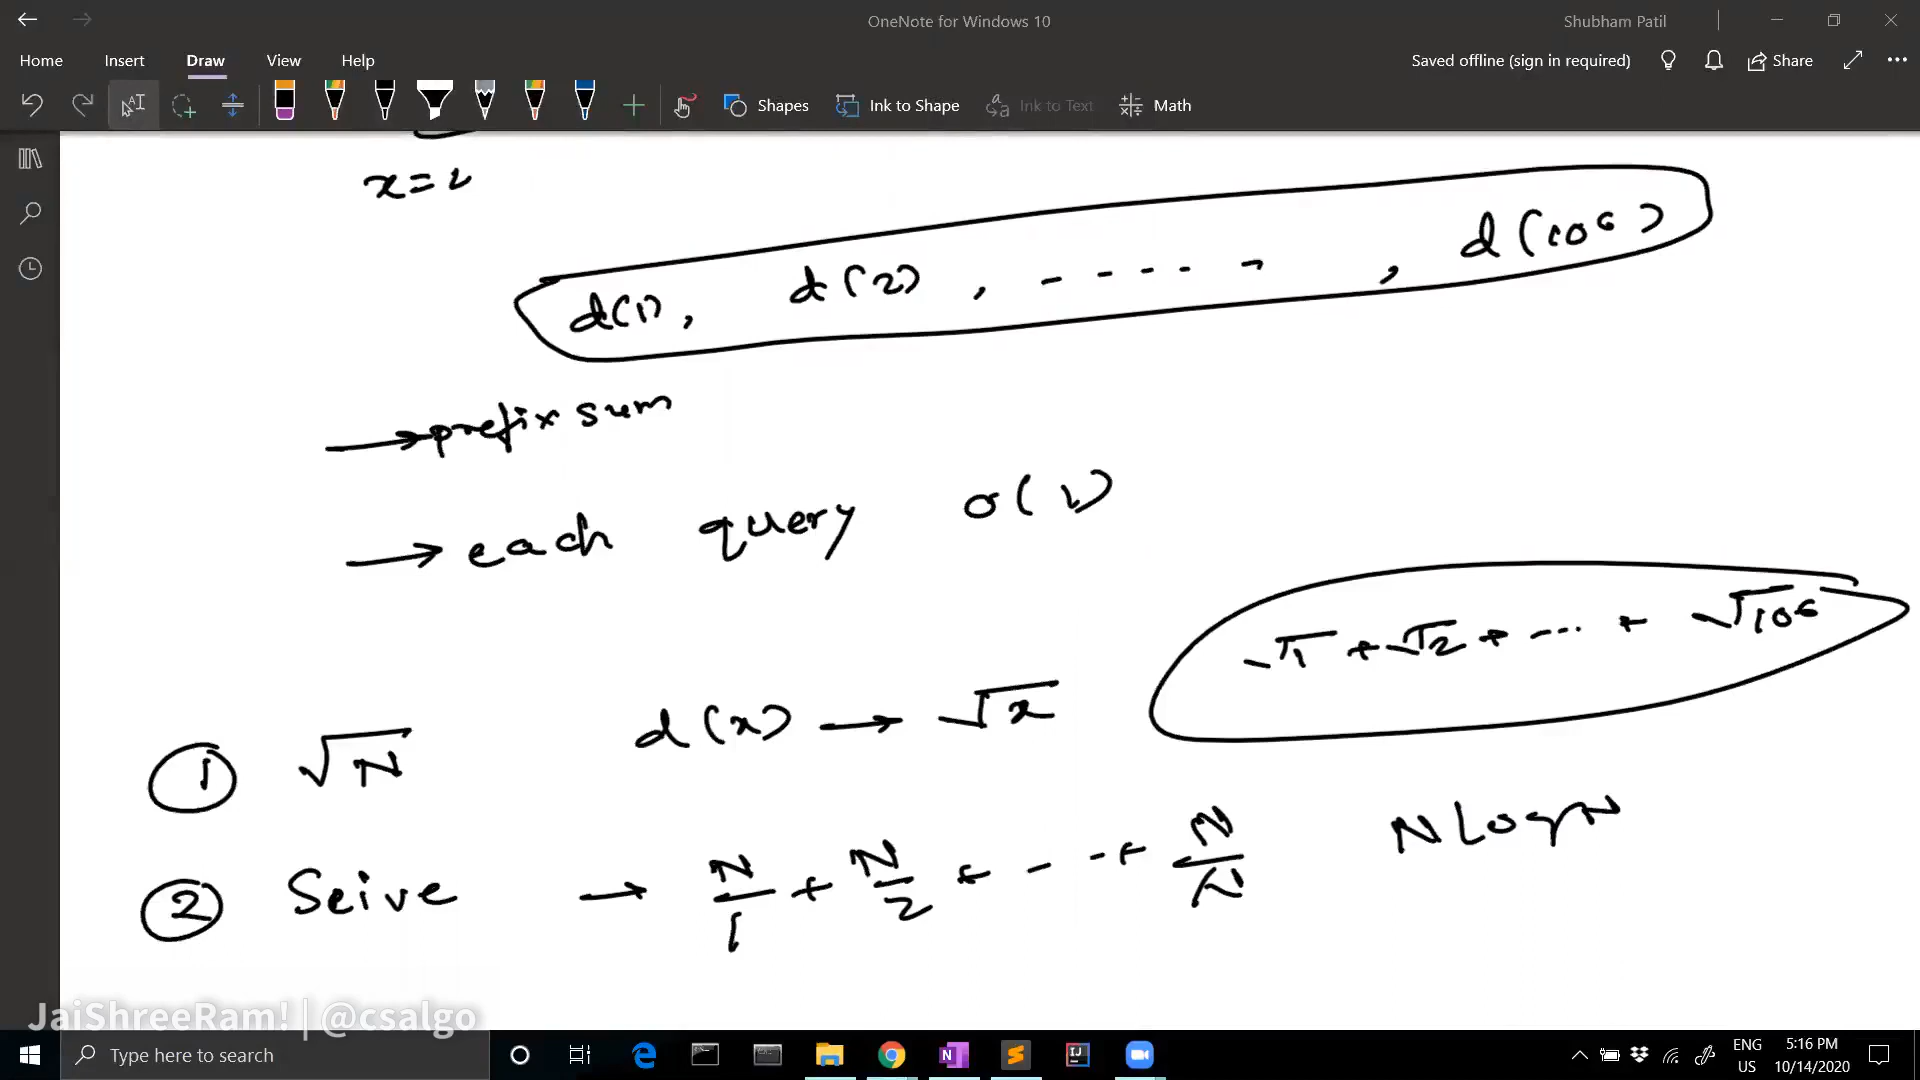 OneNote for Windows 10
Shubham Patil
Home Insert Draw View Help
Saved offline (sign in required)
Share
Shapes
Ink to Shape
Ink to Text
Math
x=2
d(1), d(2), ----- , d(10⁶)
→ prefix sum
→ each query O(1)
√1 + √2 + ... + √10⁶
① √N d(x) → √x
② Seive → N/1 + N/2 + - - + N/N N Log N
JaiShreeRam! | @csalgo
Type here to search
ENG
US
5:16 PM
10/14/2020